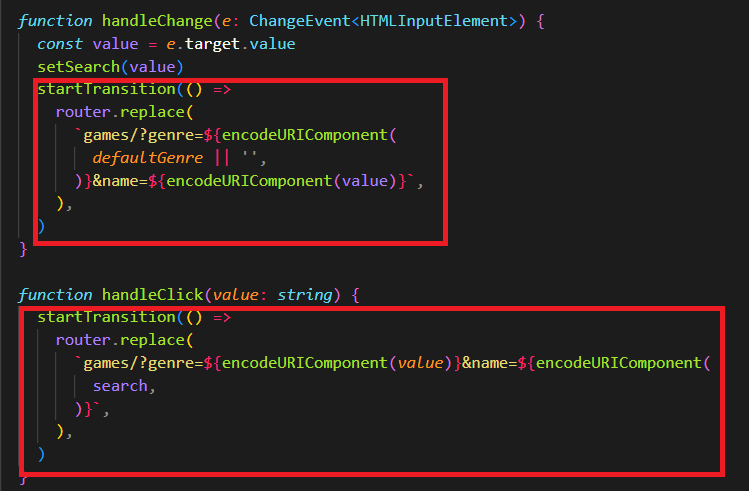 function handleChange(e: ChangeEvent<HTMLInputElement>) {
const value = e.target.value
setSearch(value)
startTransition(() =>
router.replace(
`games/?genre=${encodeURIComponent(
defaultGenre || '',
)}&name=${encodeURIComponent(value)}`,
),
)
}
function handleClick(value: string) {
startTransition(() =>
router.replace(
`games/?genre=${encodeURIComponent(value)}&name=${encodeURIComponent(
search,
)}`,
),
)
}